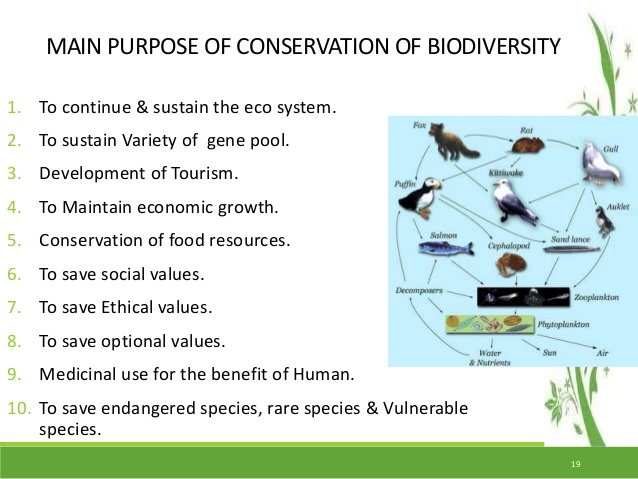 MAIN PURPOSE OF CONSERVATION OF BIODIVERSITY
1. To continue & sustain the eco system.
2. To sustain Variety of gene pool.
3. Development of Tourism.
4. To Maintain economic growth.
5. Conservation of food resources.
6. To save social values.
7. To save Ethical values.
8. To save optional values.
9. Medicinal use for the benefit of Human.
10. To save endangered species, rare species & Vulnerable
species.
Fox
Rat
Gull
Kittiwake
Puffin
Auklet
Salmon
Cephalopod
Sand lance
Decomposers
Zooplankton
Phytoplankton
Water
& Nutrients
Sun
Air
19